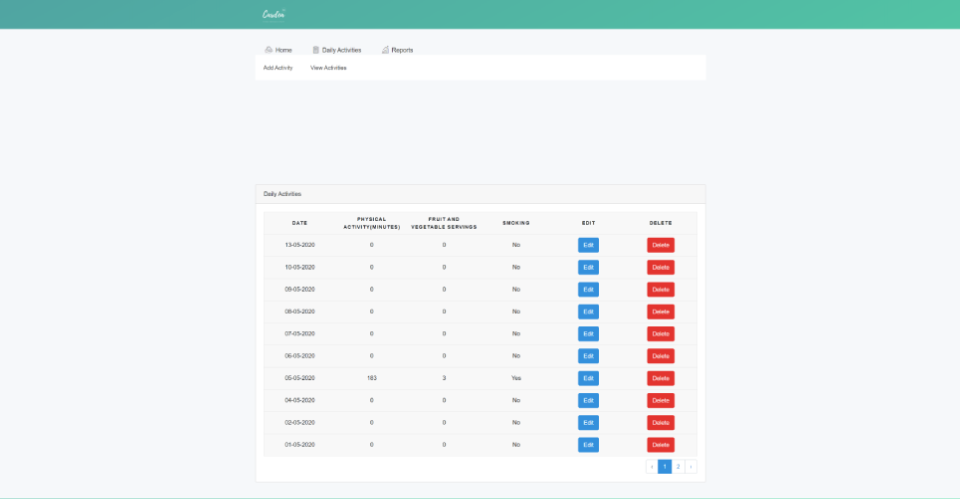 Home Daily Activities Reports
Add Activity View Activities
Daily Activities
DATE PHYSICAL ACTIVITY(MINUTES) FRUIT AND VEGETABLE SERVINGS SMOKING EDIT DELETE
13-05-2020 0 0 No Edit Delete
10-05-2020 0 0 No Edit Delete
09-05-2020 0 0 No Edit Delete
08-05-2020 0 0 No Edit Delete
07-05-2020 0 0 No Edit Delete
06-05-2020 0 0 No Edit Delete
05-05-2020 183 3 Yes Edit Delete
04-05-2020 0 0 No Edit Delete
02-05-2020 0 0 No Edit Delete
01-05-2020 0 0 No Edit Delete
‹ 1 2 ›